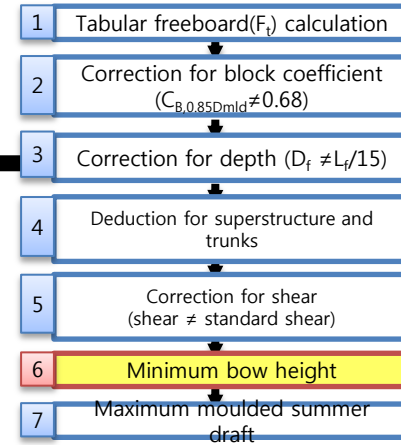 1 Tabular freeboard(Ft) calculation
2 Correction for block coefficient
(CB,0.85Dmld≠0.68)
3 Correction for depth (Df ≠Lf/15)
4 Deduction for superstructure and
trunks
5 Correction for shear
(shear ≠ standard shear)
6 Minimum bow height
7 Maximum moulded summer
draft